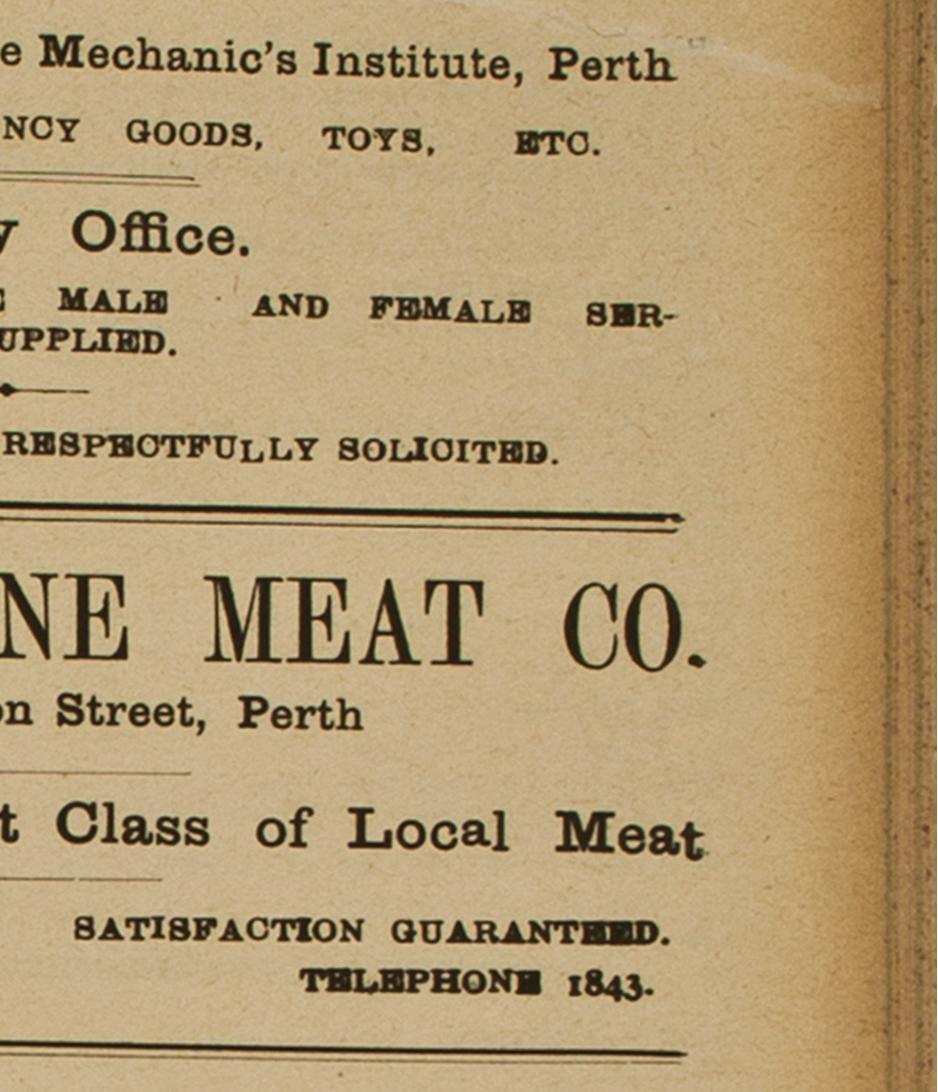 e Mechanic's Institute, Perth
NCY GOODS, TOYS, ETC.
y Office.
E MALE AND FEMALE SER-
UPPLIED.
RESPECTFULLY SOLICITED.
NE MEAT CO.
on Street, Perth
t Class of Local Meat
SATISFACTION GUARANTEED.
TELEPHONE 1843.